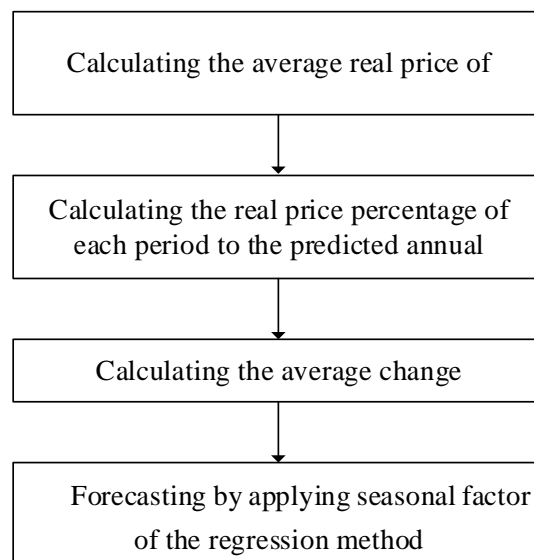 Calculating the average real price of
Calculating the real price percentage of
each period to the predicted annual
Calculating the average change
Forecasting by applying seasonal factor
of the regression method